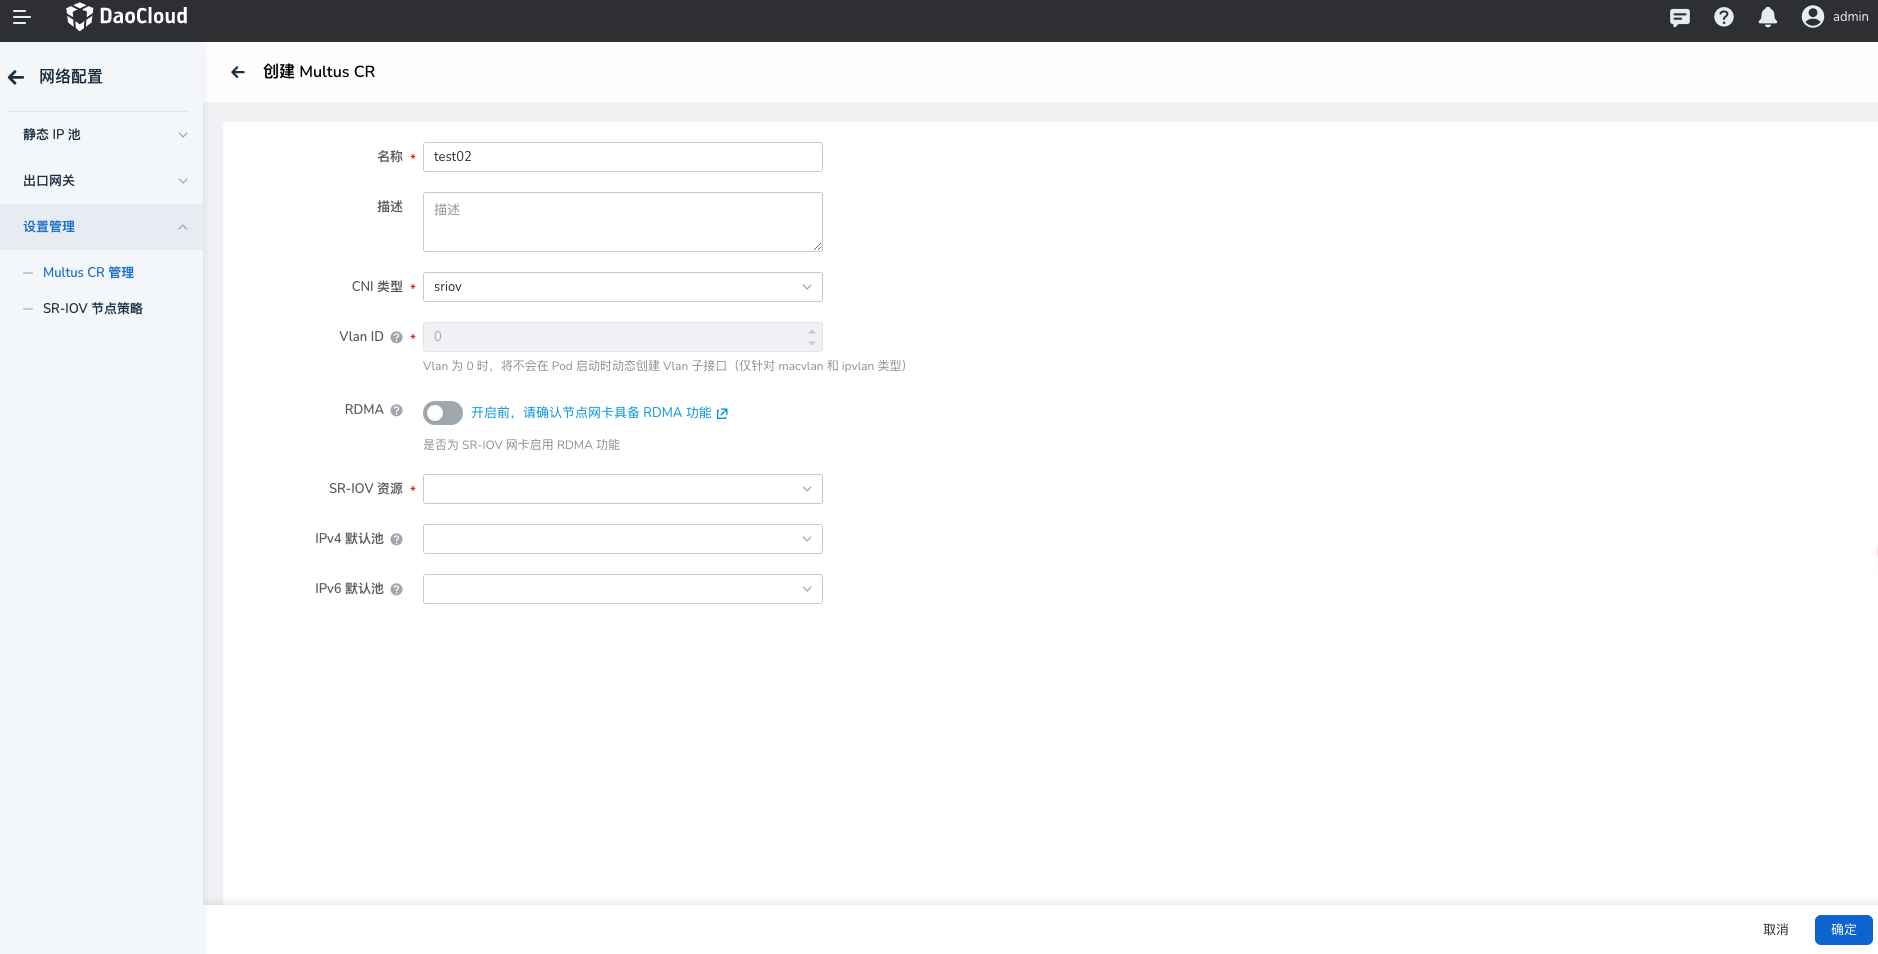 DaoCloud
admin
网络配置
静态 IP 池
出口网关
设置管理
Multus CR 管理
SR-IOV 节点策略
创建 Multus CR
名称 * test02
描述 描述
CNI 类型 * sriov
Vlan ID * 0
Vlan 为 0 时，将不会在 Pod 启动时动态创建 Vlan 子接口（仅针对 macvlan 和 ipvlan 类型）
RDMA 开启前，请确认节点网卡具备 RDMA 功能
是否为 SR-IOV 网卡启用 RDMA 功能
SR-IOV 资源 *
IPv4 默认池
IPv6 默认池
取消 确定